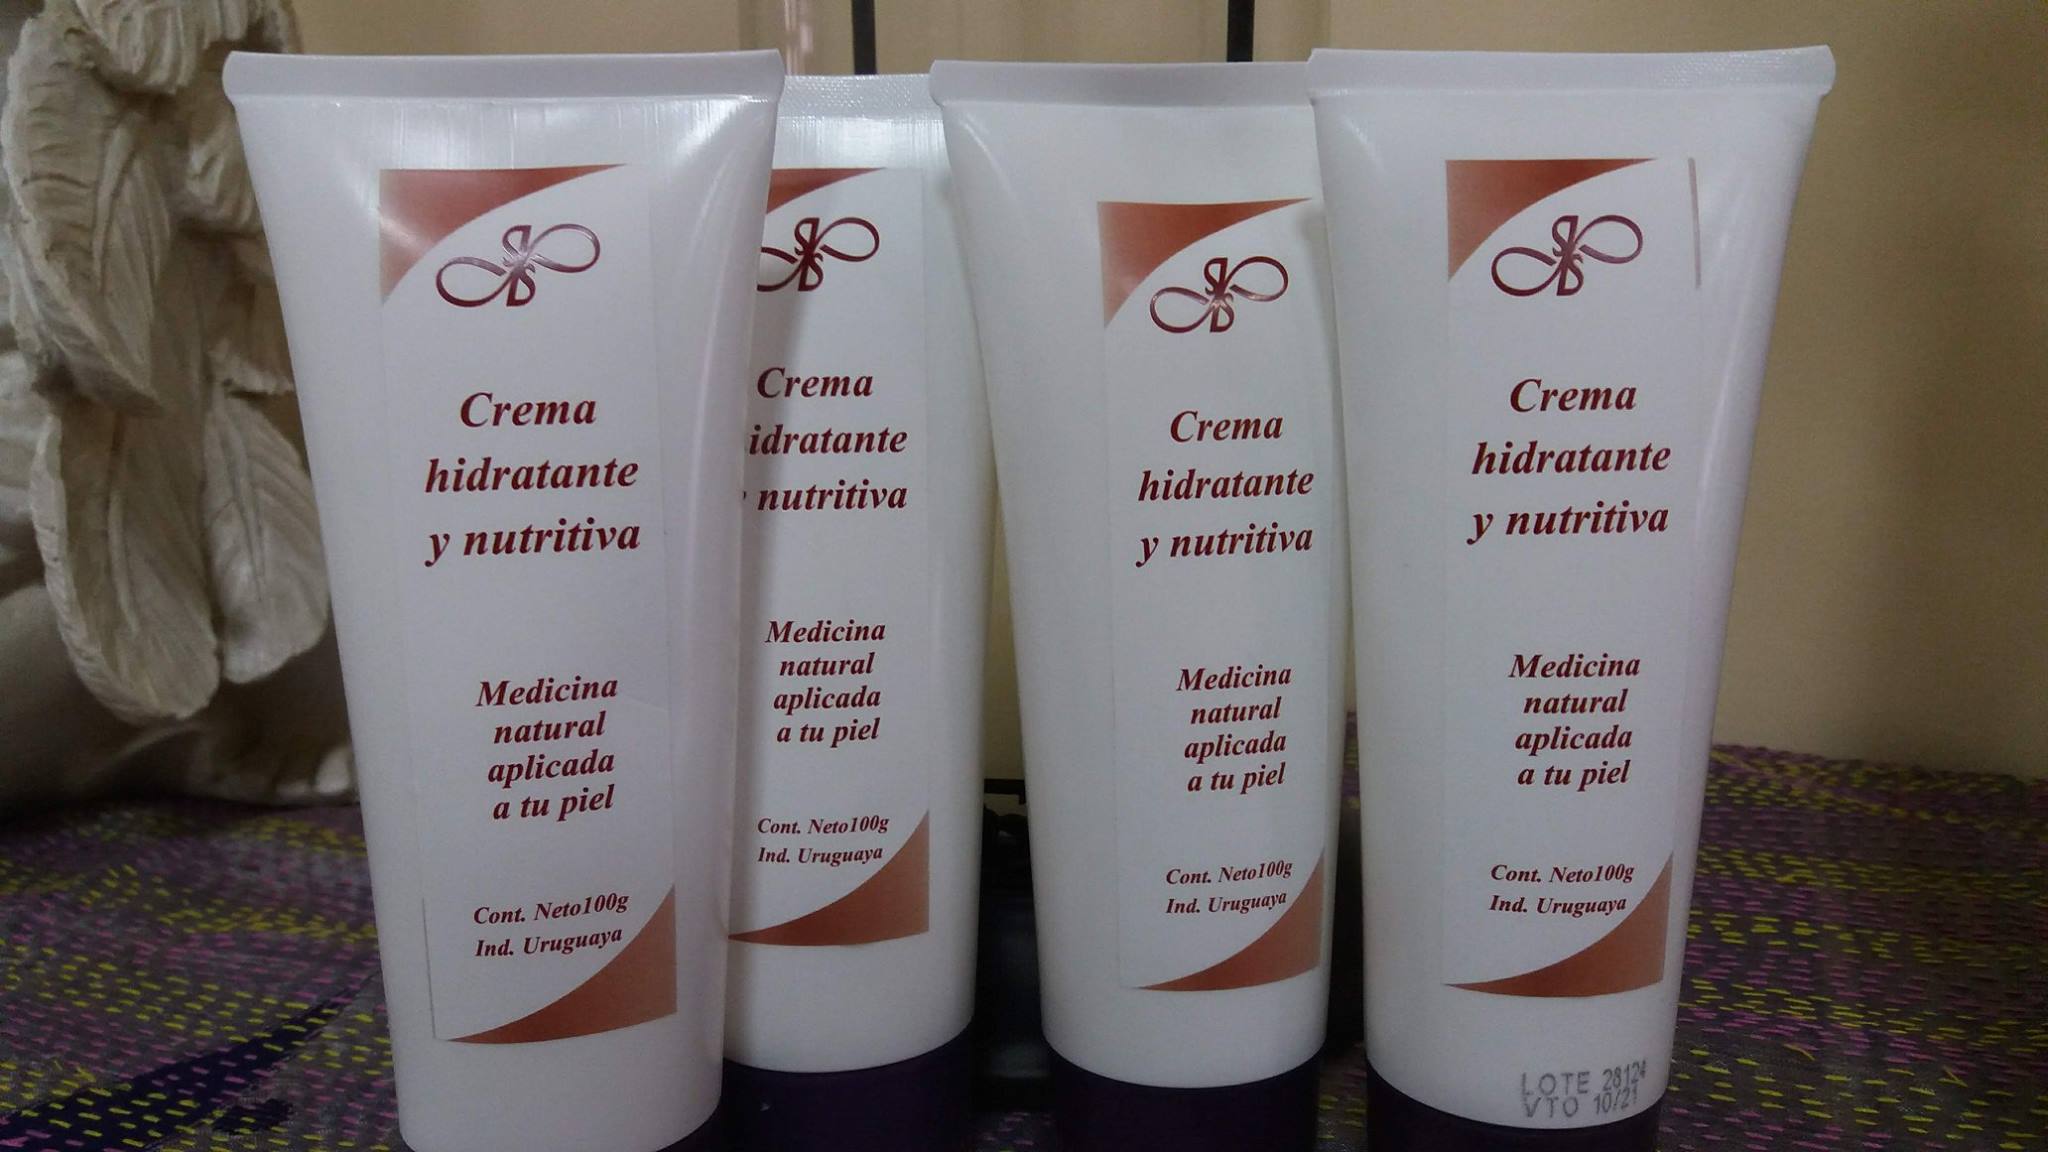 Crema
hidratante
y nutritiva
Medicina
natural
aplicada
a tu piel
Cont. Neto100g
Ind. Uruguaya
Crema
idratante
nutritiva
Medicina
natural
aplicada
a tu piel
Cont. Neto100g
Ind. Uruguaya
Crema
hidratante
y nutritiva
Medicina
natural
aplicada
a tu piel
Cont. Neto100g
Ind. Uruguaya
Crema
hidratante
y nutritiva
Medicina
natural
aplicada
a tu piel
Cont. Neto100g
Ind. Uruguaya
LOTE 28124
VTO 10/21